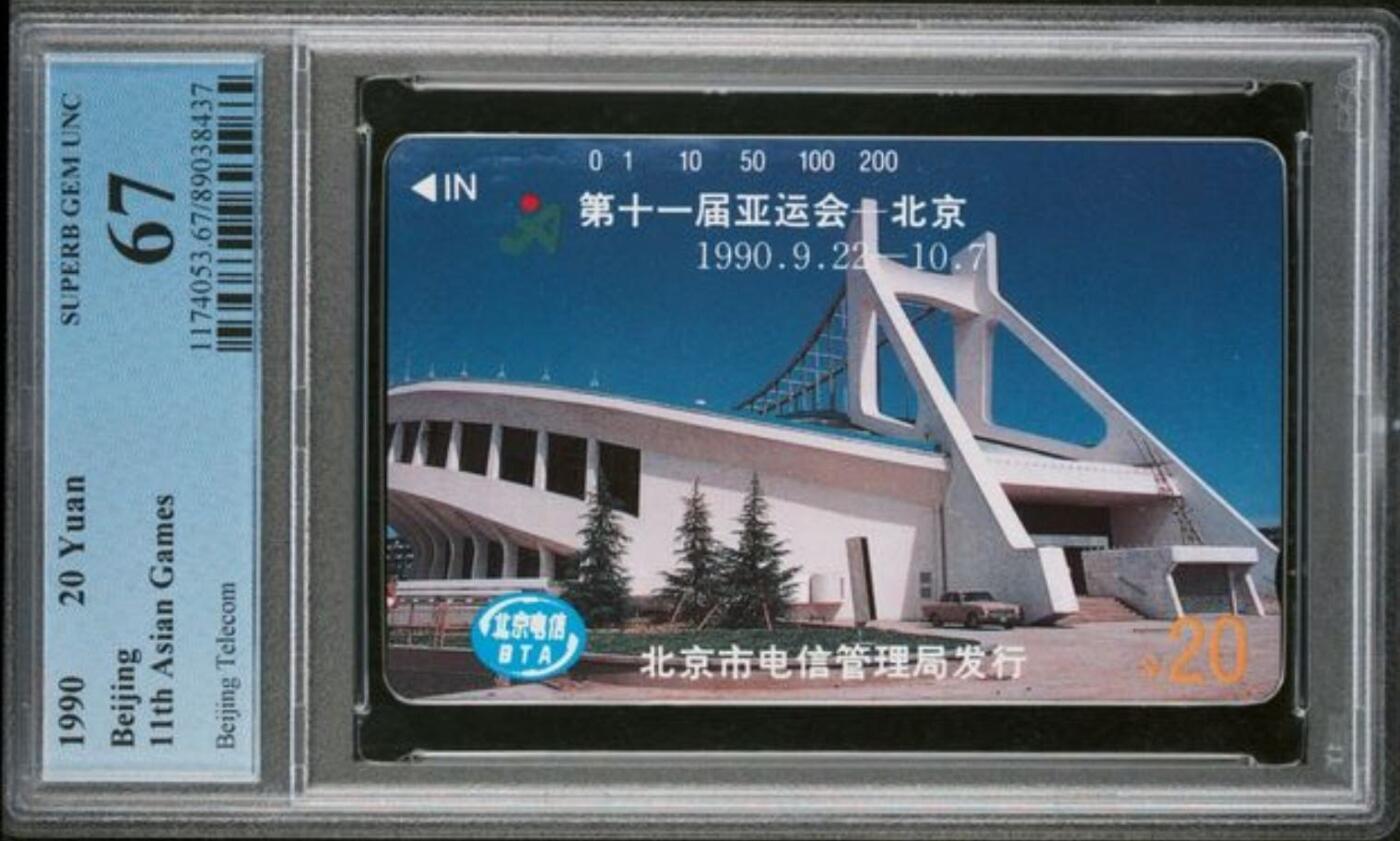 SUPERB GEM UNC
67
1174053.67/89038437
1990 20 Yuan
Beijing
11th Asian Games
Beijing Telecom
0 1 10 50 100 200
◀IN
第十一届亚运会—北京
1990.9.22—10.7
北京电信
BTA
北京市电信管理局发行
20